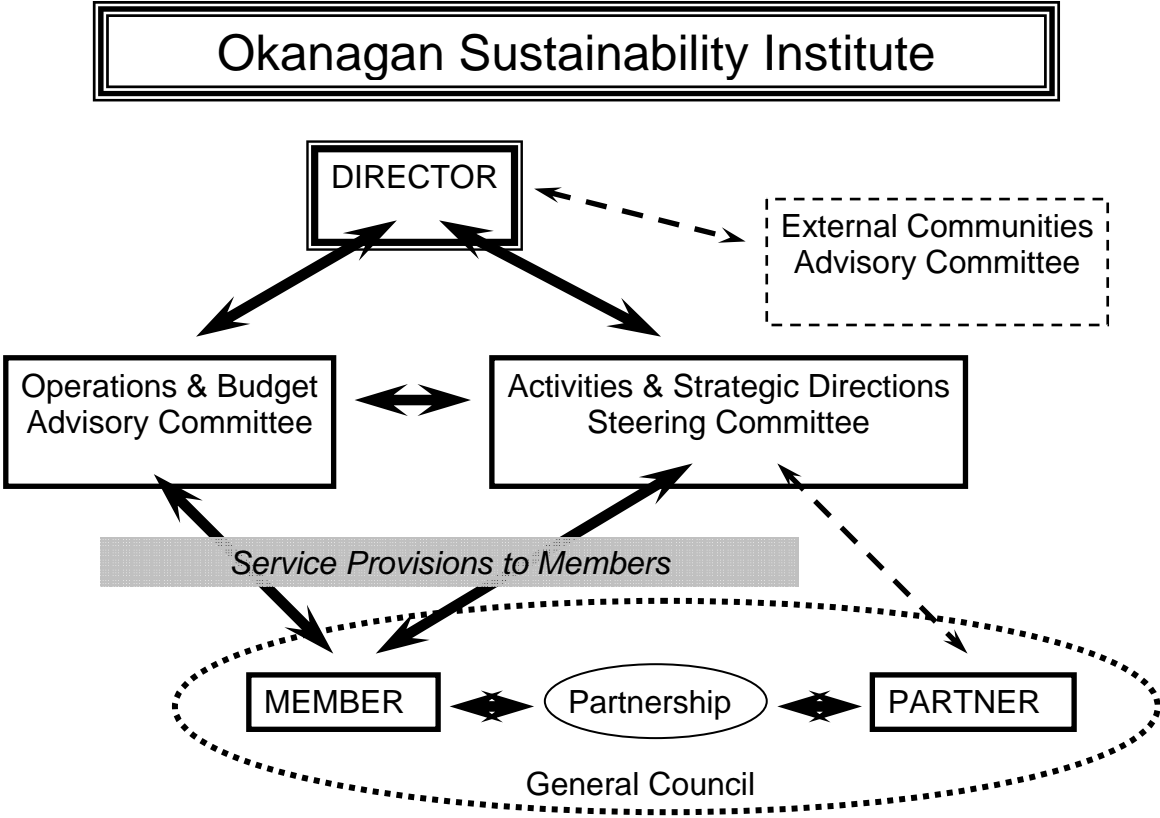 Okanagan Sustainability Institute
DIRECTOR
External Communities
Advisory Committee
Operations & Budget
Advisory Committee
Activities & Strategic Directions
Steering Committee
Service Provisions to Members
MEMBER
Partnership
PARTNER
General Council